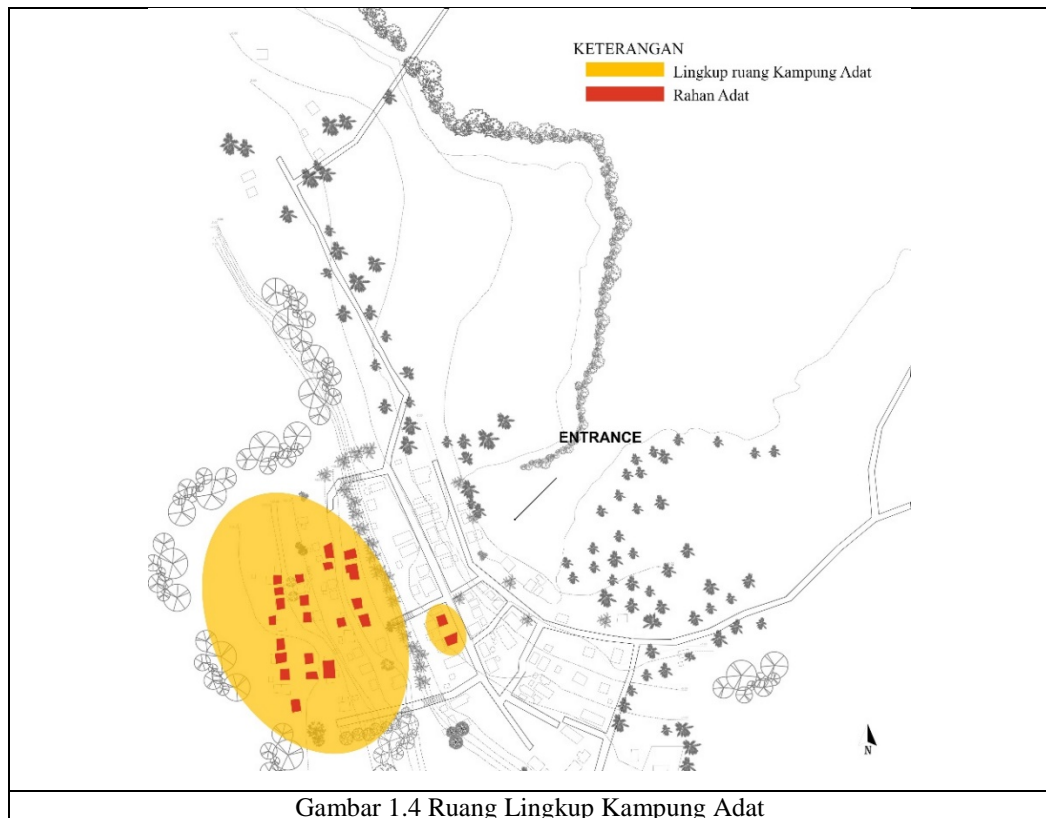 KETERANGAN
Lingkup ruang Kampung Adat
Rahan Adat
ENTRANCE
N
Gambar 1.4 Ruang Lingkup Kampung Adat